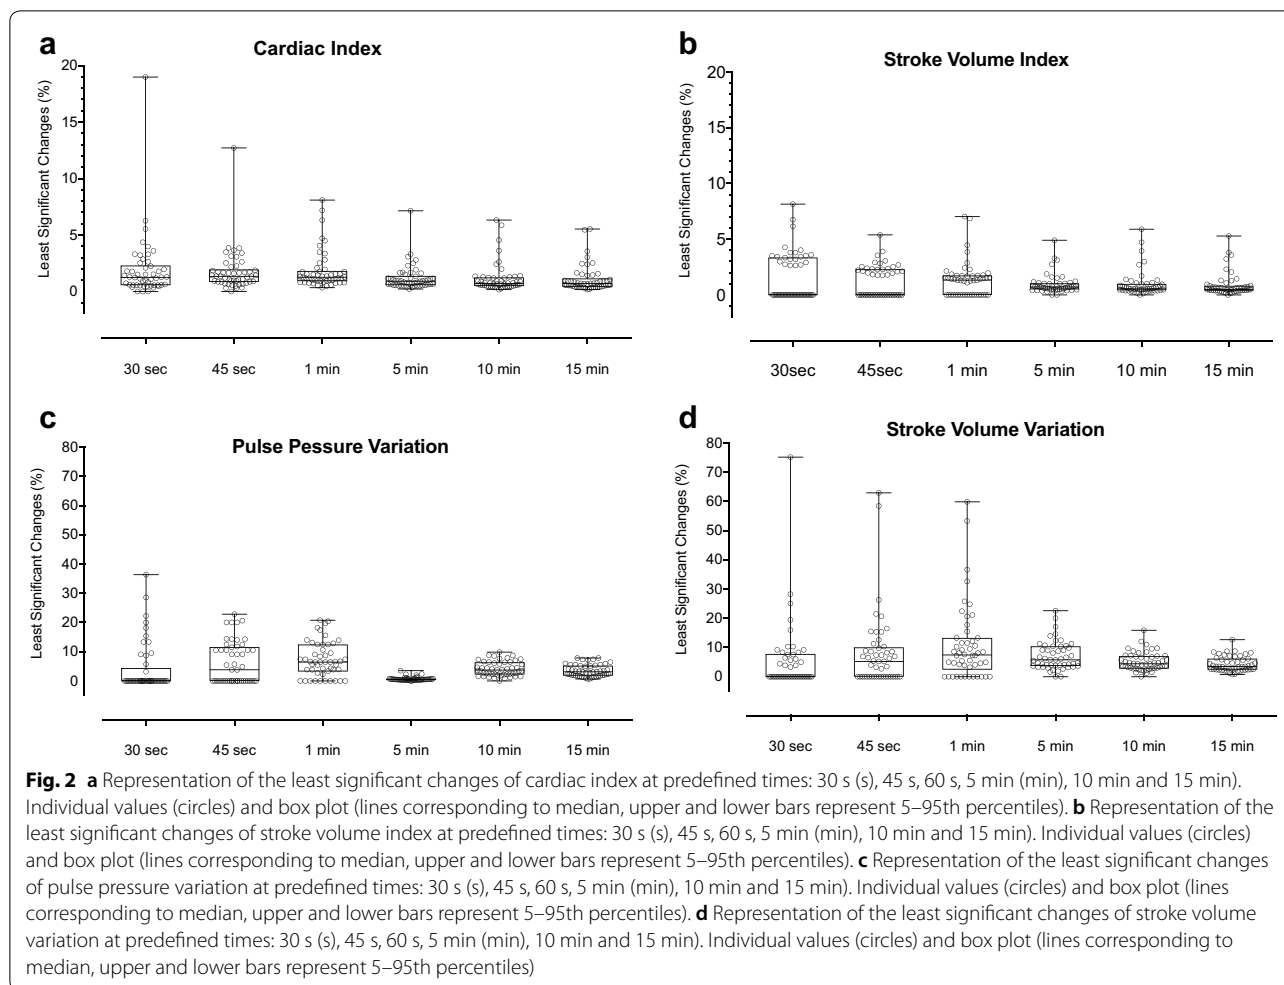 a
Cardiac Index
Least Significant Changes (%)
20
15
10
5
0
30 sec 45 sec 1 min 5 min 10 min 15 min
b
Stroke Volume Index
Least Significant Changes (%)
20
15
10
5
0
30sec 45sec 1 min 5 min 10 min 15 min
c
Pulse Pressure Variation
Least Significant Changes (%)
80
70
60
50
40
30
20
10
0
30 sec 45 sec 1 min 5 min 10 min 15 min
d
Stroke Volume Variation
Least Significant Changes (%)
80
70
60
50
40
30
20
10
0
30 sec 45 sec 1 min 5 min 10 min 15 min
Fig. 2 a Representation of the least significant changes of cardiac index at predefined times: 30 s (s), 45 s, 60 s, 5 min (min), 10 min and 15 min).
Individual values (circles) and box plot (lines corresponding to median, upper and lower bars represent 5–95th percentiles). b Representation of the
least significant changes of stroke volume index at predefined times: 30 s (s), 45 s, 60 s, 5 min (min), 10 min and 15 min). Individual values (circles)
and box plot (lines corresponding to median, upper and lower bars represent 5–95th percentiles). c Representation of the least significant changes
of pulse pressure variation at predefined times: 30 s (s), 45 s, 60 s, 5 min (min), 10 min and 15 min). Individual values (circles) and box plot (lines
corresponding to median, upper and lower bars represent 5–95th percentiles). d Representation of the least significant changes of stroke volume
variation at predefined times: 30 s (s), 45 s, 60 s, 5 min (min), 10 min and 15 min). Individual values (circles) and box plot (lines corresponding to
median, upper and lower bars represent 5–95th percentiles)